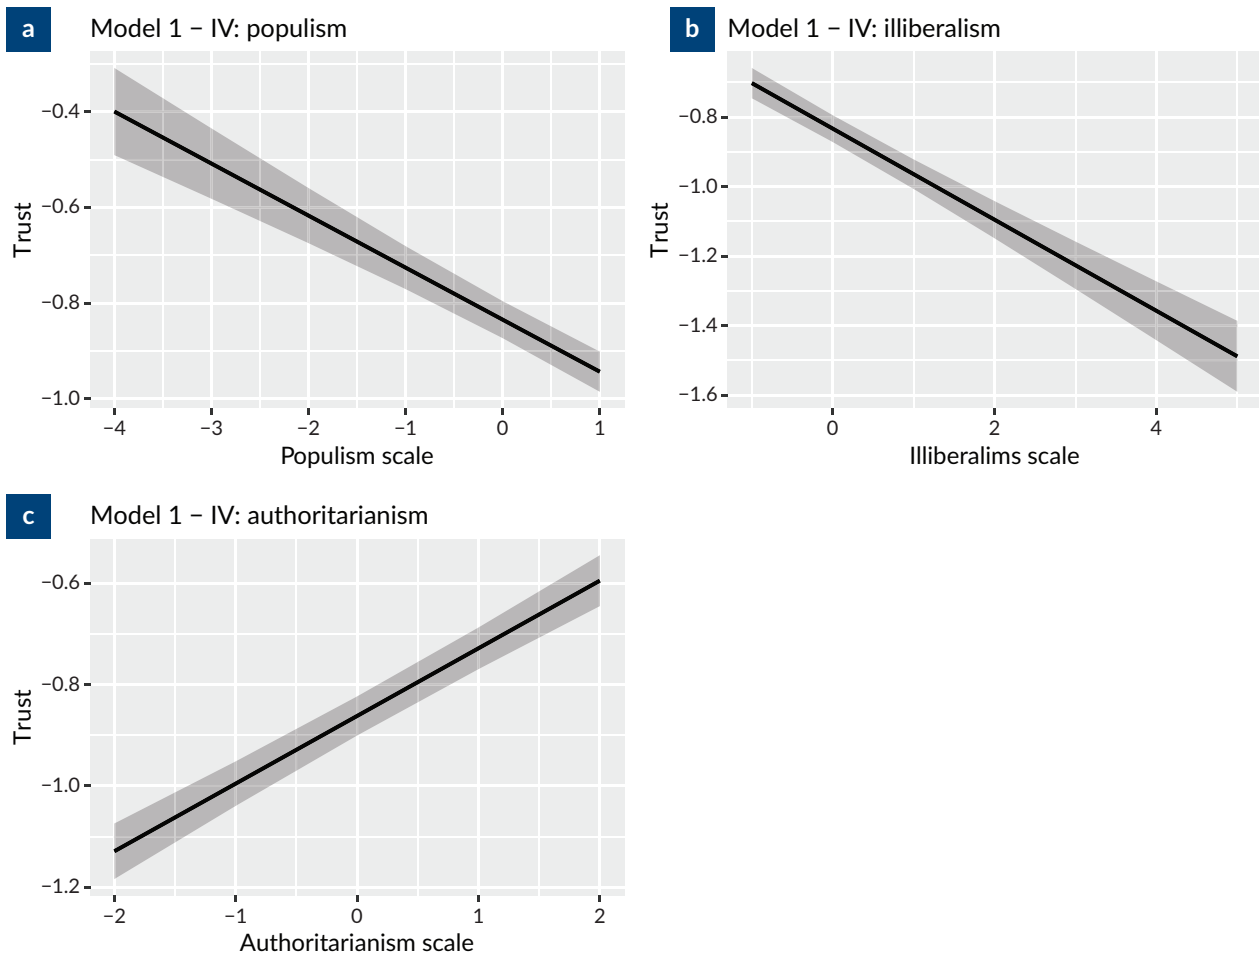 a
Model 1 – IV: populism
Trust
−0.4
−0.6
−0.8
−1.0
−4 −3 −2 −1 0 1
Populism scale
b
Model 1 – IV: illiberalism
Trust
−0.8
−1.0
−1.2
−1.4
−1.6
0 2 4
Illiberalims scale
c
Model 1 – IV: authoritarianism
Trust
−0.6
−0.8
−1.0
−1.2
−2 −1 0 1 2
Authoritarianism scale